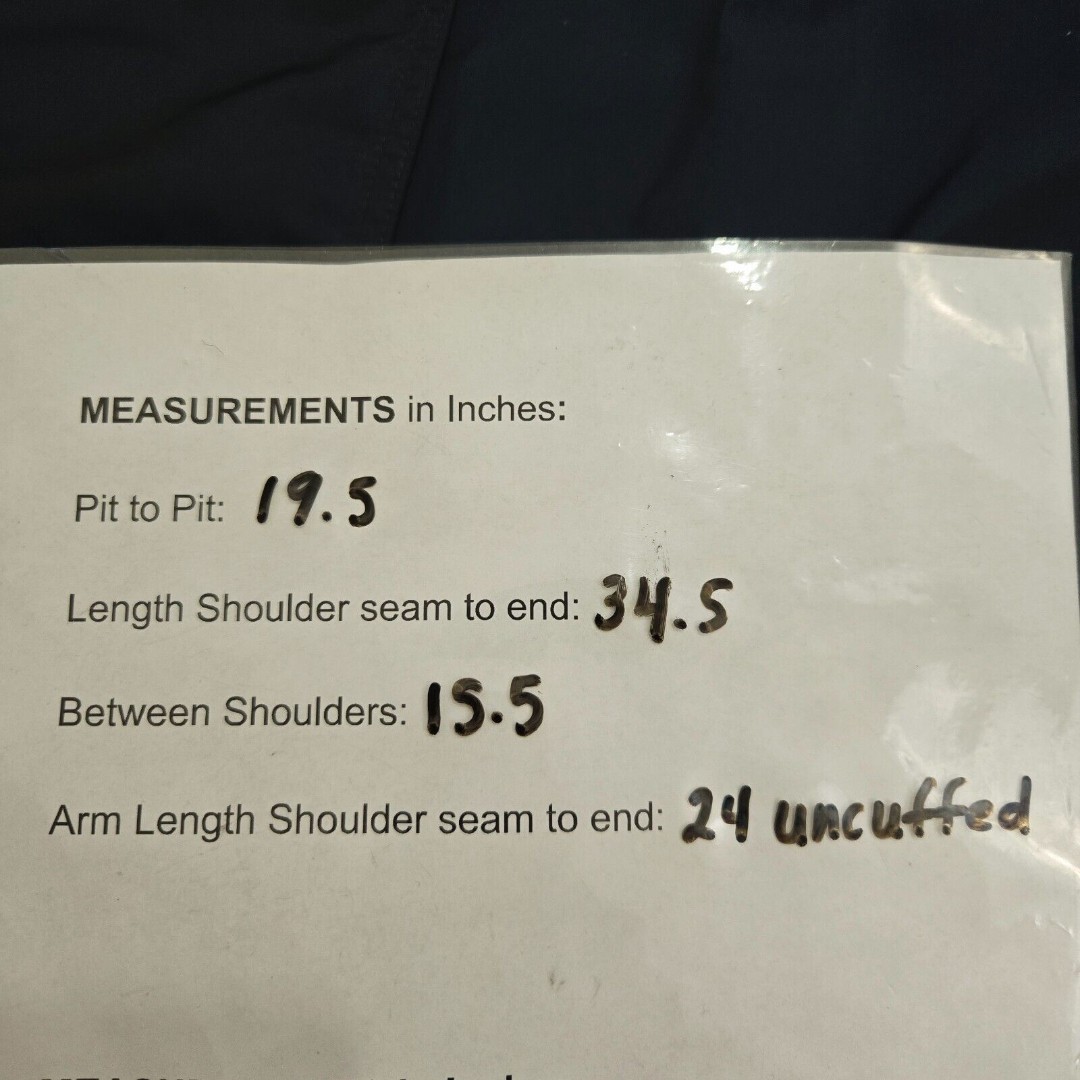 MEASUREMENTS in Inches:
Pit to Pit: 19.5
Length Shoulder seam to end: 34.5
Between Shoulders: 15.5
Arm Length Shoulder seam to end: 24 uncuffed